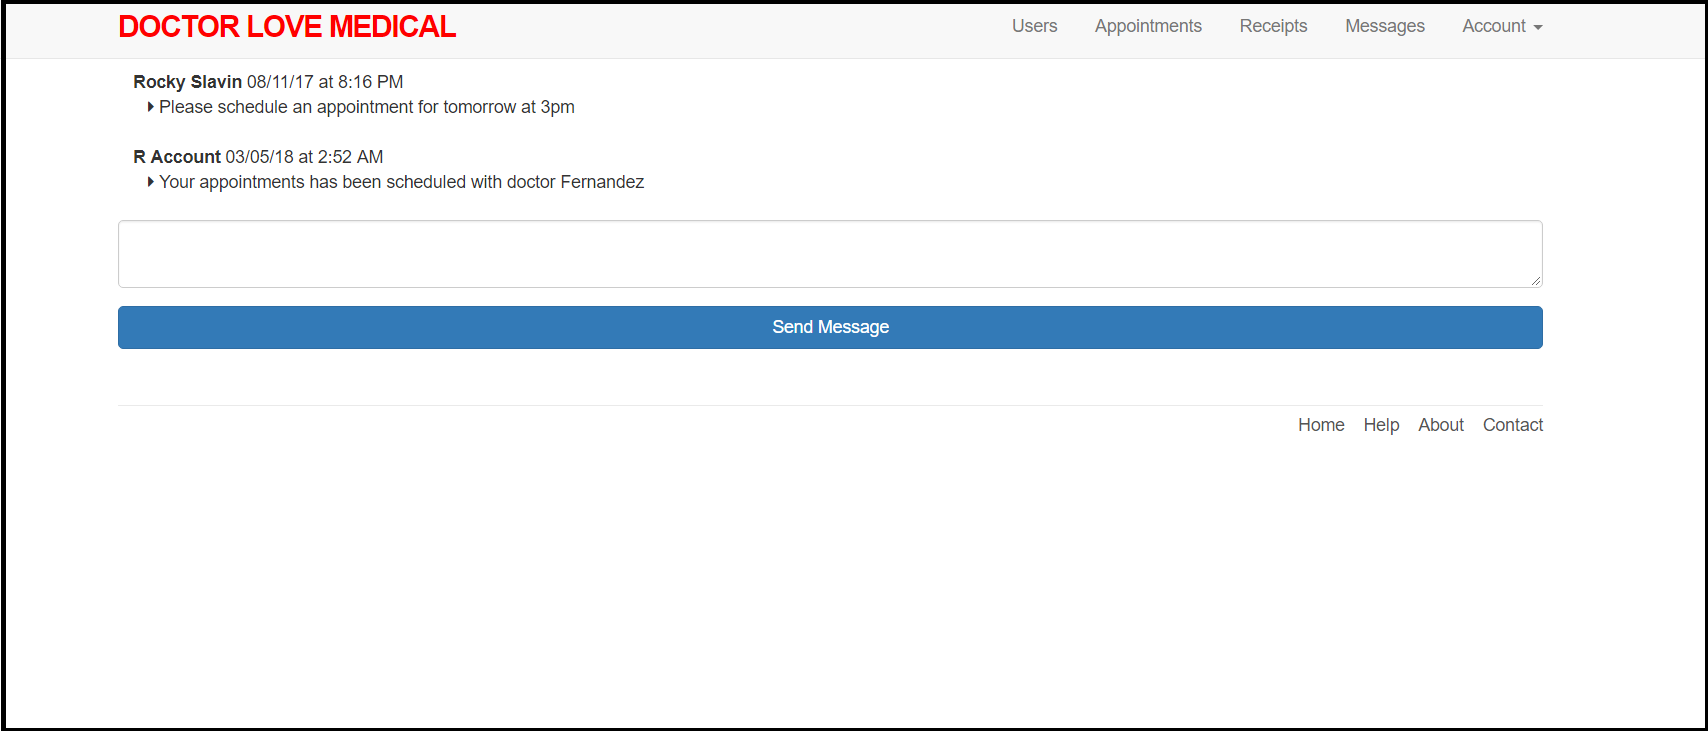 DOCTOR LOVE MEDICAL
Users Appointments Receipts Messages Account
Rocky Slavin 08/11/17 at 8:16 PM
Please schedule an appointment for tomorrow at 3pm
R Account 03/05/18 at 2:52 AM
Your appointments has been scheduled with doctor Fernandez
Send Message
Home Help About Contact